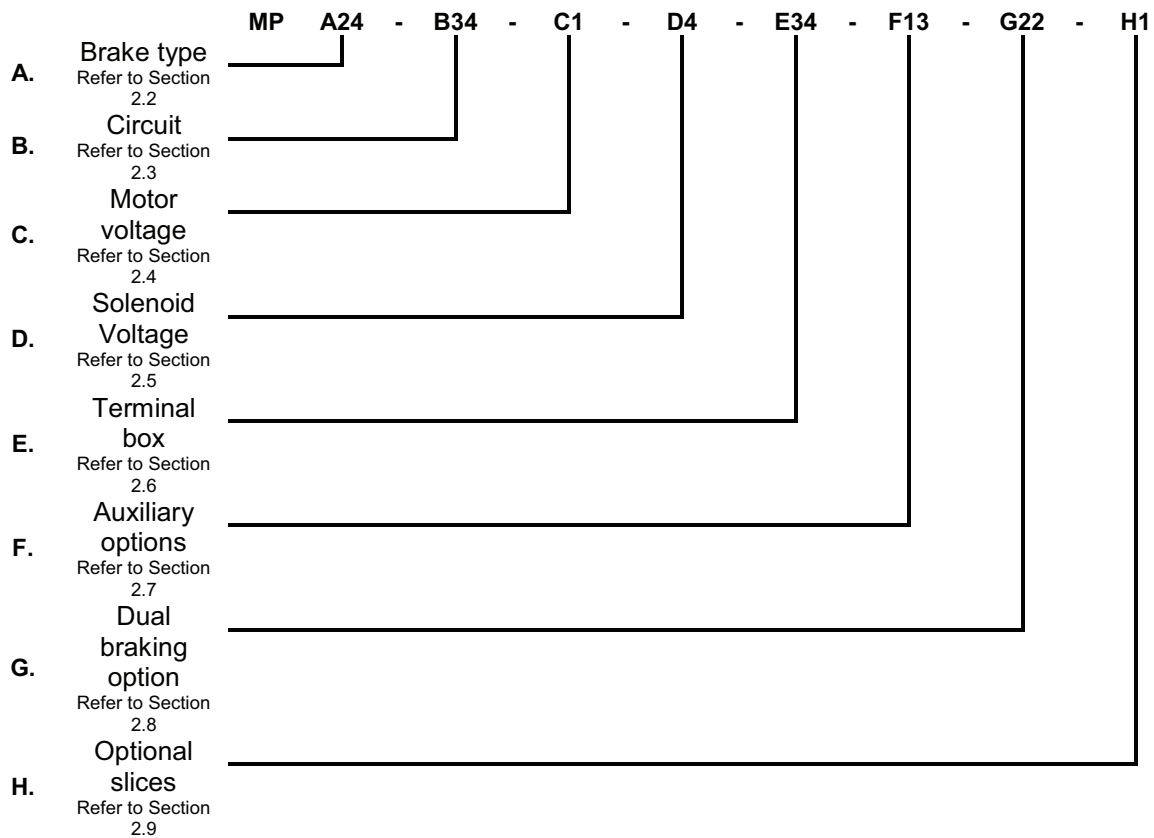 MP A24 - B34 - C1 - D4 - E34 - F13 - G22 - H1
A.
Brake type
Refer to Section
2.2
B.
Circuit
Refer to Section
2.3
C.
Motor
voltage
Refer to Section
2.4
D.
Solenoid
Voltage
Refer to Section
2.5
E.
Terminal
box
Refer to Section
2.6
F.
Auxiliary
options
Refer to Section
2.7
G.
Dual
braking
option
Refer to Section
2.8
H.
Optional
slices
Refer to Section
2.9